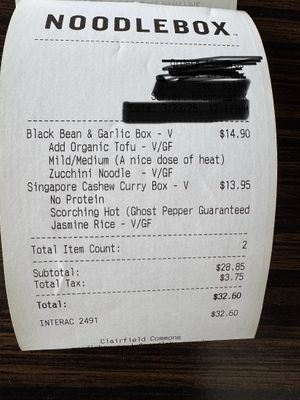 NOODLEBOX™
Black Bean & Garlic Box - V $14.90
Add Organic Tofu - V/GF
Mild/Medium (A nice dose of heat)
Zucchini Noodle - V/GF
Singapore Cashew Curry Box - V $13.95
No Protein
Scorching Hot (Ghost Pepper Guaranteed
Jasmine Rice - V/GF
Total Item Count: 2
Subtotal: $28.85
Total Tax: $3.75
Total: $32.60
INTERAC 2491 $32.60
Clairfield Commons